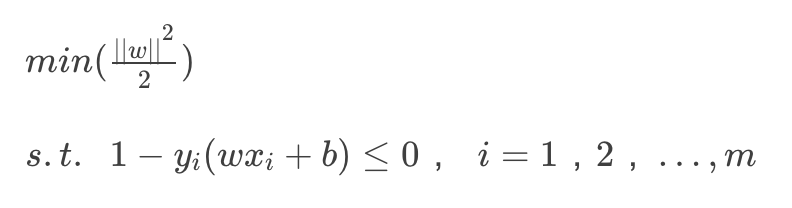 min(||w||²/2)
s.t. 1 − yᵢ(wxᵢ + b) ≤ 0 , i = 1 , 2 , ...,m